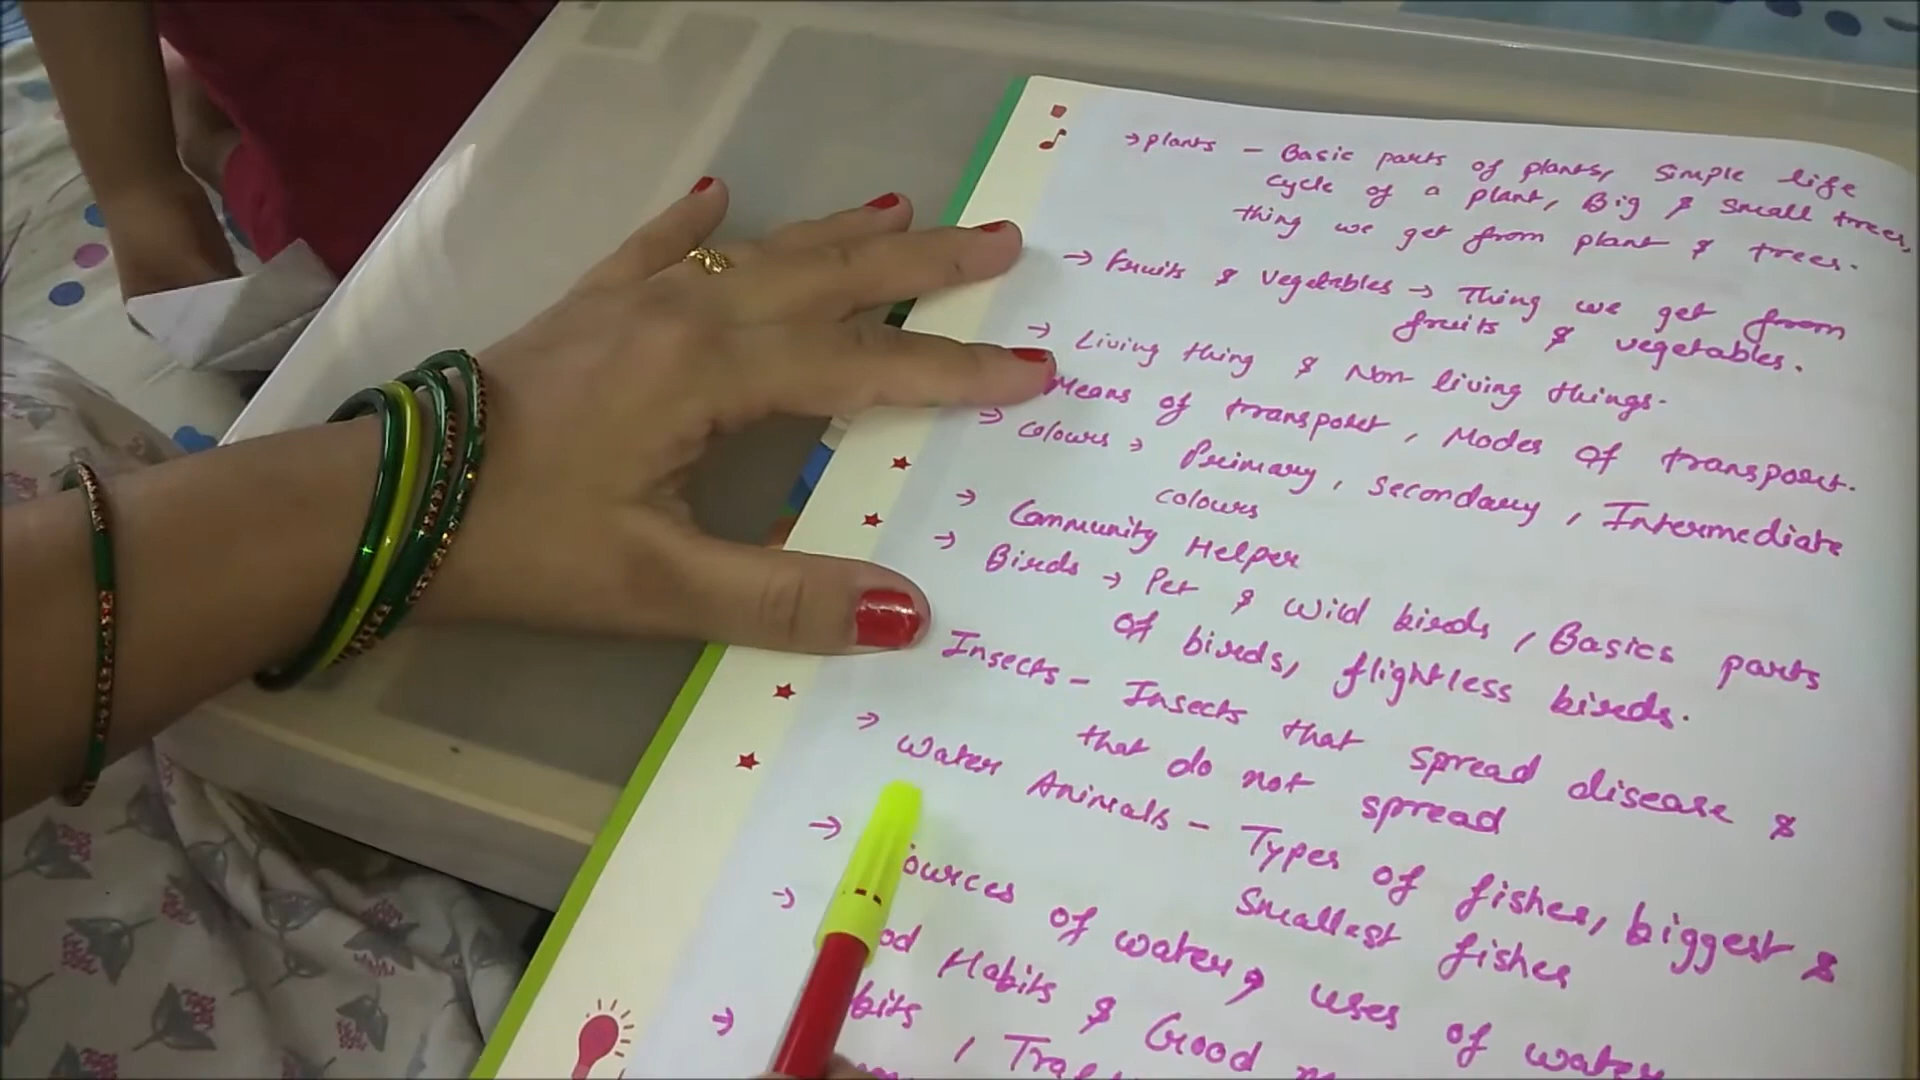 → plants - Basic parts of plants, Simple life
cycle of a plant, Big & Small trees,
thing we get from plant & trees.
→ fruits & vegetables → Thing we get from
fruits & vegetables.
→ Living thing & Non living things.
Means of transport, Modes of transport.
→ colours → Primary, secondary, Intermediate
colours
→ Community Helper
→ Birds → Pet & Wild birds, Basics parts
of birds, flightless birds.
Insects - Insects that spread disease &
that do not spread
→ Water Animals - Types of fishes, biggest &
Smallest fishes
→ ources of water, uses of water
→ od Habits & Good
→ bits,